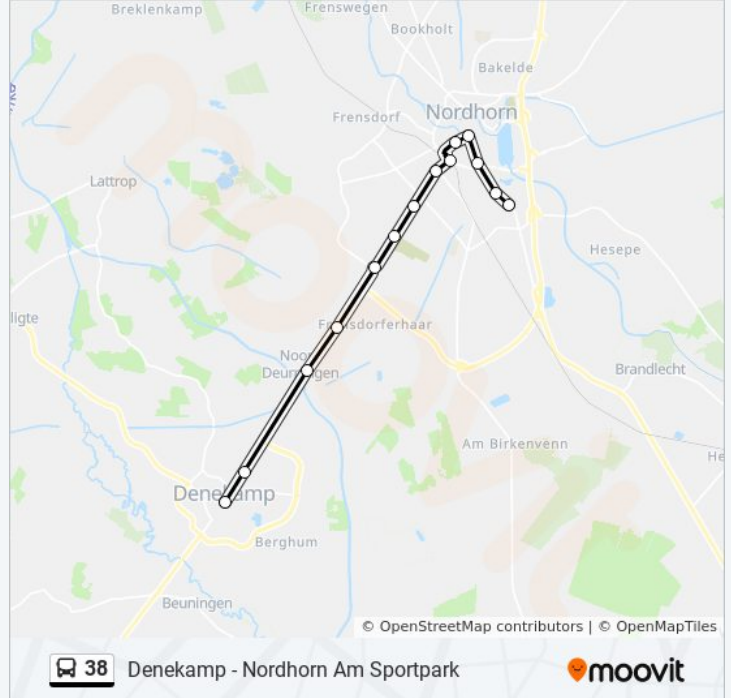 Breklenkamp
Frenswegen
Bookholt
Bakelde
Nordhorn
Frensdorf
Lattrop
Hesepe
Frensdorferhaar
Noord
Deurningen
Brandlecht
Am Birkenvenn
He
Denekamp
Berghum
Beuningen
© OpenStreetMap contributors | © OpenMapTiles
38 Denekamp - Nordhorn Am Sportpark moovit